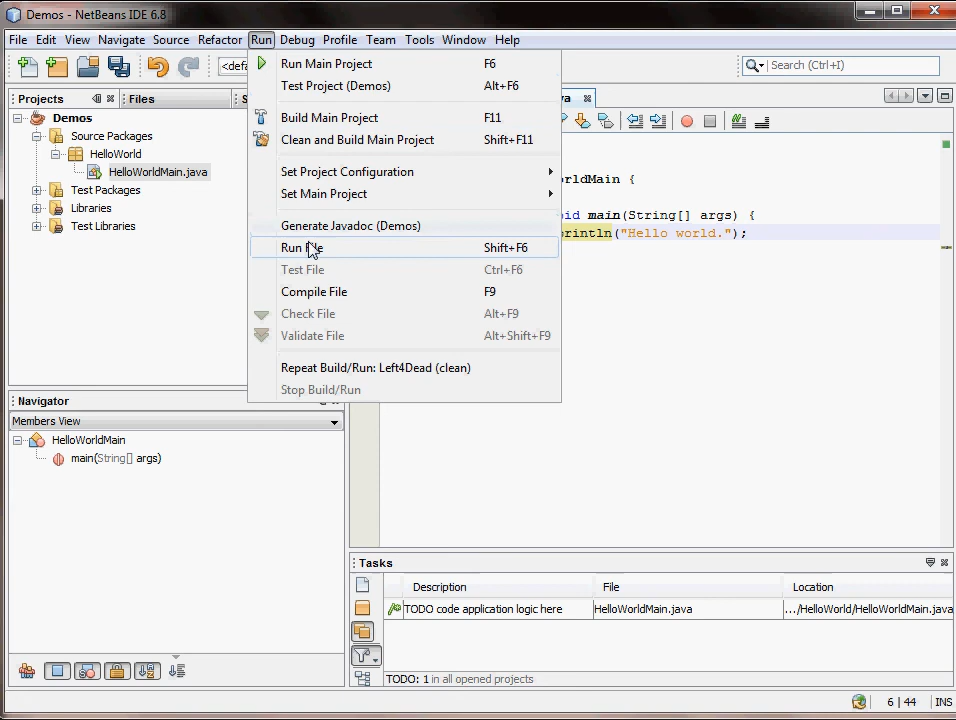 Demos - NetBeans IDE 6.8
File Edit View Navigate Source Refactor Run Debug Profile Team Tools Window Help
Search (Ctrl+I)
Projects
Files
Demos
Source Packages
HelloWorld
HelloWorldMain.java
Test Packages
Libraries
Test Libraries
Run Main Project F6
Test Project (Demos) Alt+F6
Build Main Project F11
Clean and Build Main Project Shift+F11
Set Project Configuration
Set Main Project
Generate Javadoc (Demos)
Run File Shift+F6
Test File Ctrl+F6
Compile File F9
Check File Alt+F9
Validate File Alt+Shift+F9
Repeat Build/Run: Left4Dead (clean)
Stop Build/Run
rldMain {
id main(String[] args) {
println("Hello world.");
Navigator
Members View
HelloWorldMain
main(String[] args)
Tasks
Description File Location
TODO code application logic here HelloWorldMain.java .../HelloWorld/HelloWorldMain.java
TODO: 1 in all opened projects
6 | 44 INS